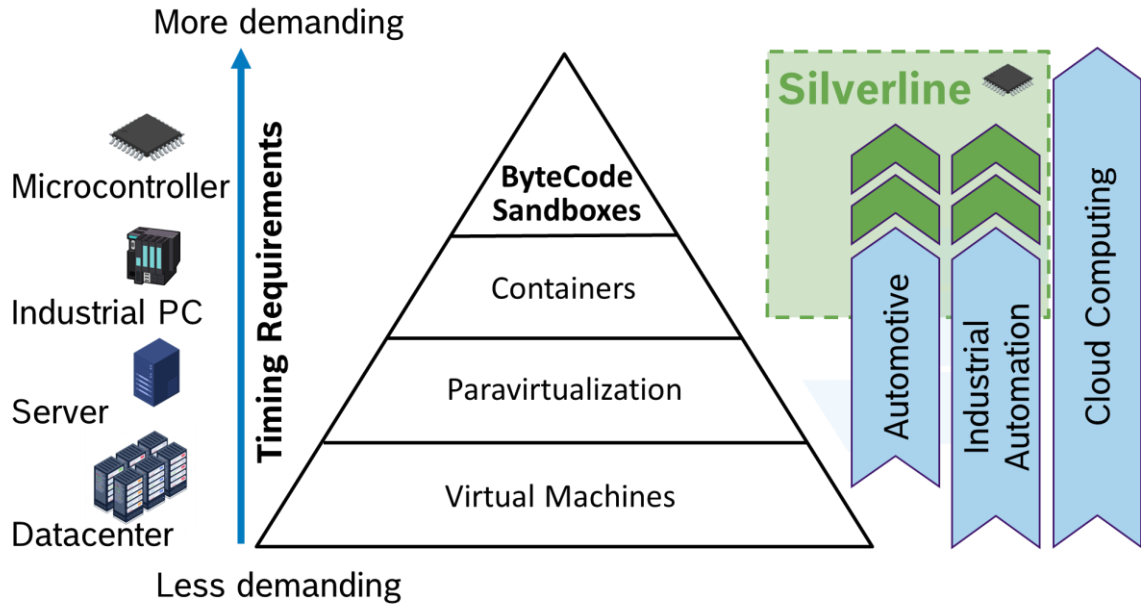 More demanding
Microcontroller
Industrial PC
Server
Datacenter
Timing Requirements
Less demanding
ByteCode
Sandboxes
Containers
Paravirtualization
Virtual Machines
Silverline
Automotive
Industrial
Automation
Cloud Computing